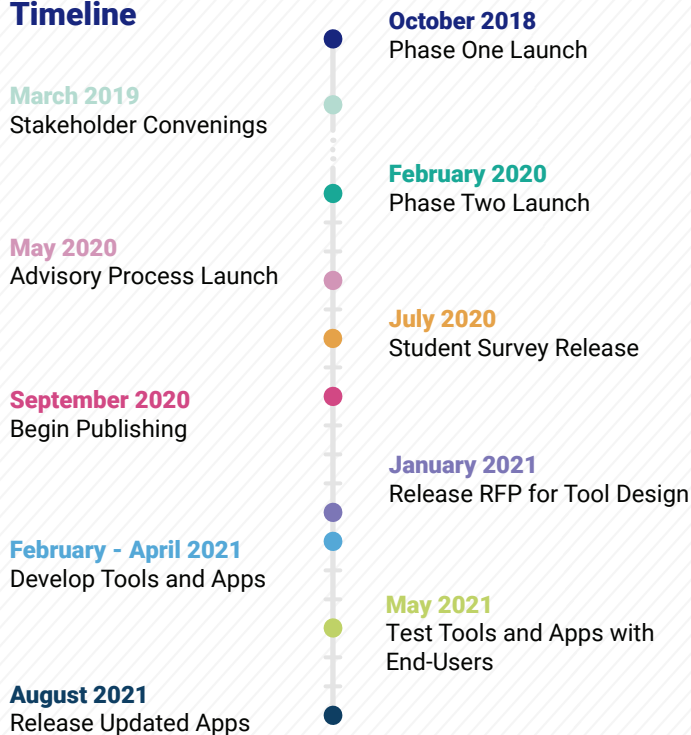 Timeline
October 2018
Phase One Launch
March 2019
Stakeholder Convenings
February 2020
Phase Two Launch
May 2020
Advisory Process Launch
July 2020
Student Survey Release
September 2020
Begin Publishing
January 2021
Release RFP for Tool Design
February - April 2021
Develop Tools and Apps
May 2021
Test Tools and Apps with
End-Users
August 2021
Release Updated Apps